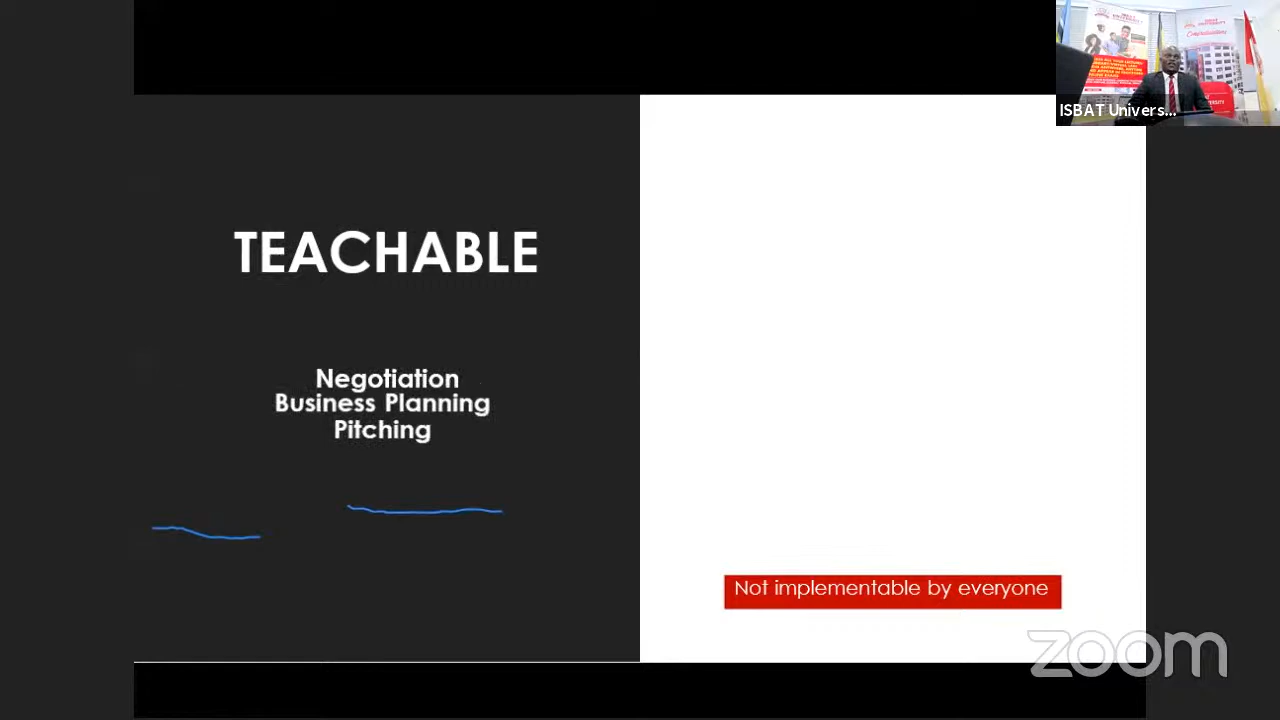 TEACHABLE
Negotiation
Business Planning
Pitching
Not implementable by everyone
ISBAT Univers...
zoom